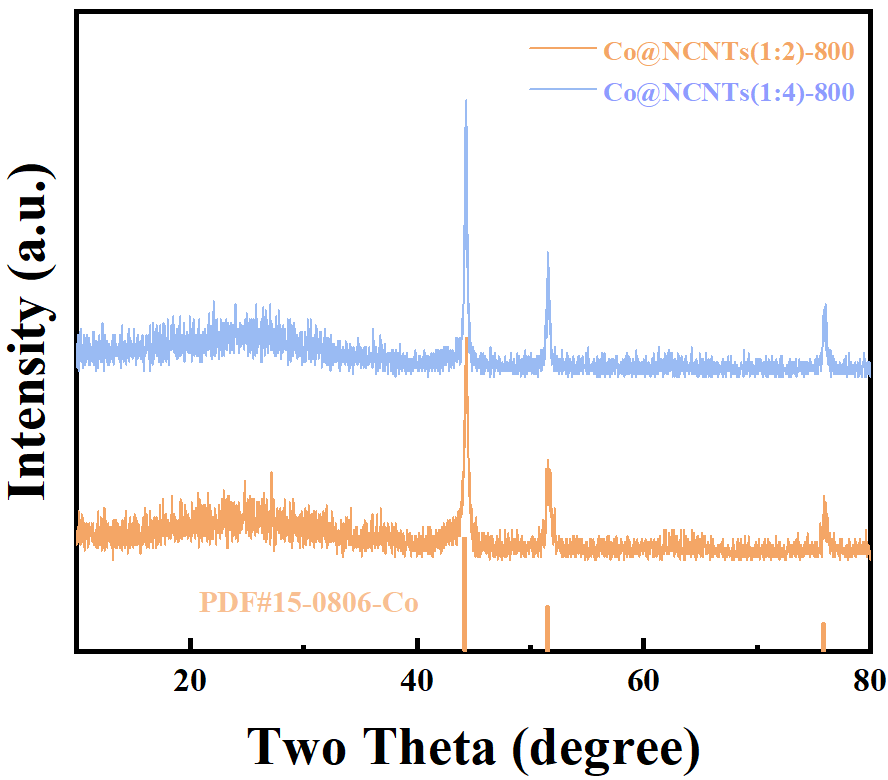 Co@NCNTs(1:2)-800
Co@NCNTs(1:4)-800
Intensity (a.u.)
PDF#15-0806-Co
20 40 60 80
Two Theta (degree)